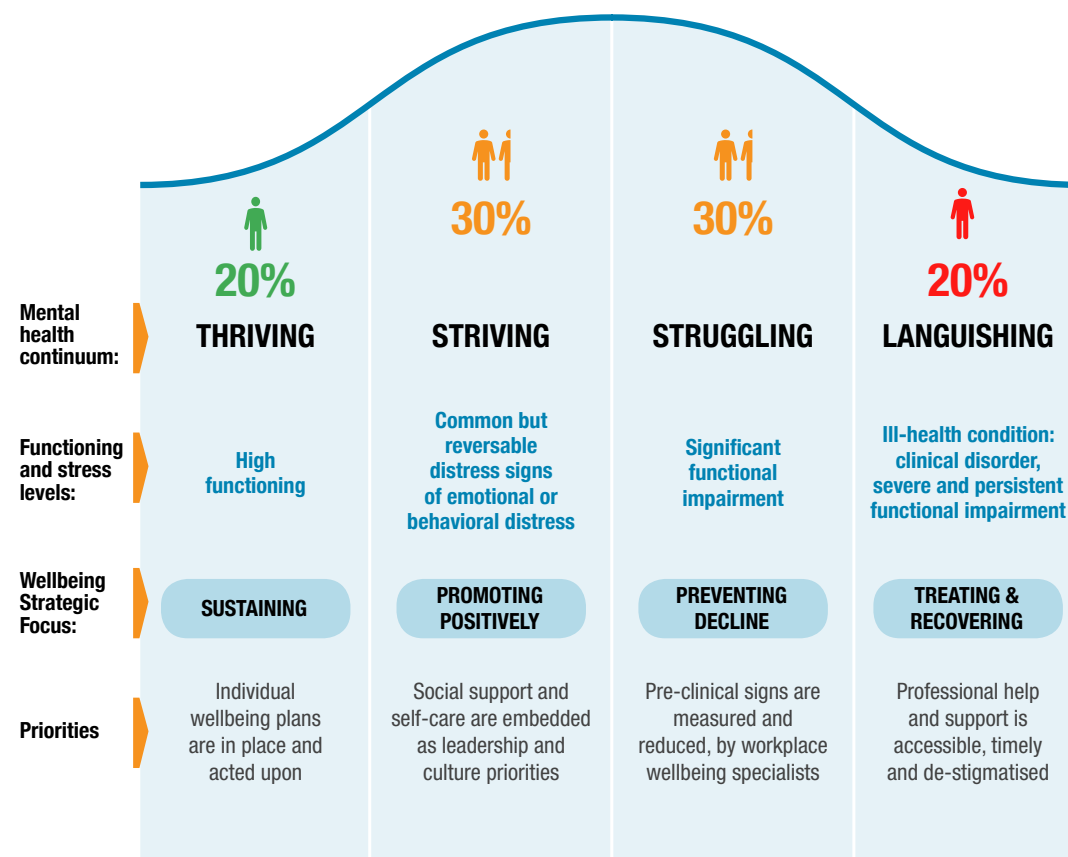 30%
30%
20%
20%
Mental
health
continuum:
THRIVING
STRIVING
STRUGGLING
LANGUISHING
Functioning
and stress
levels:
High
functioning
Common but
reversable
distress signs
of emotional or
behavioral distress
Significant
functional
impairment
Ill-health condition:
clinical disorder,
severe and persistent
functional impairment
Wellbeing
Strategic
Focus:
SUSTAINING
PROMOTING
POSITIVELY
PREVENTING
DECLINE
TREATING &
RECOVERING
Priorities
Individual
wellbeing plans
are in place and
acted upon
Social support and
self-care are embedded
as leadership and
culture priorities
Pre-clinical signs are
measured and
reduced, by workplace
wellbeing specialists
Professional help
and support is
accessible, timely
and de-stigmatised